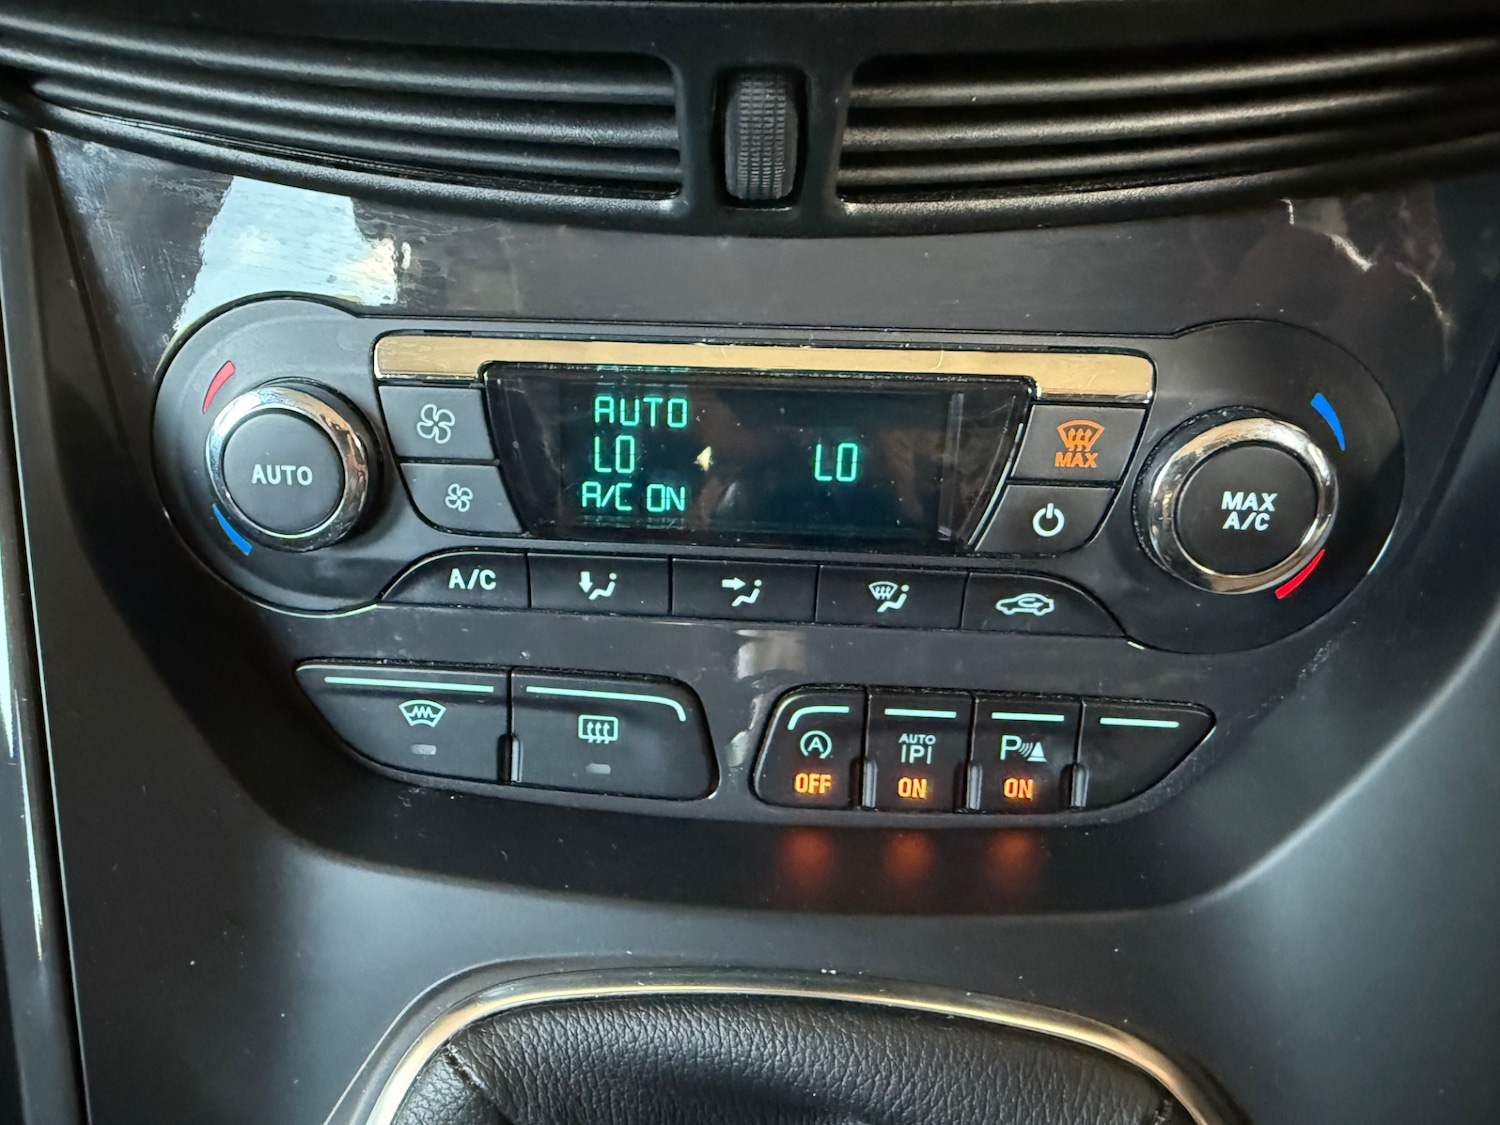 AUTO
LO
LO
A/C ON
AUTO
MAX
MAX
A/C
A/C
A
OFF
AUTO
|P|
ON
P
ON